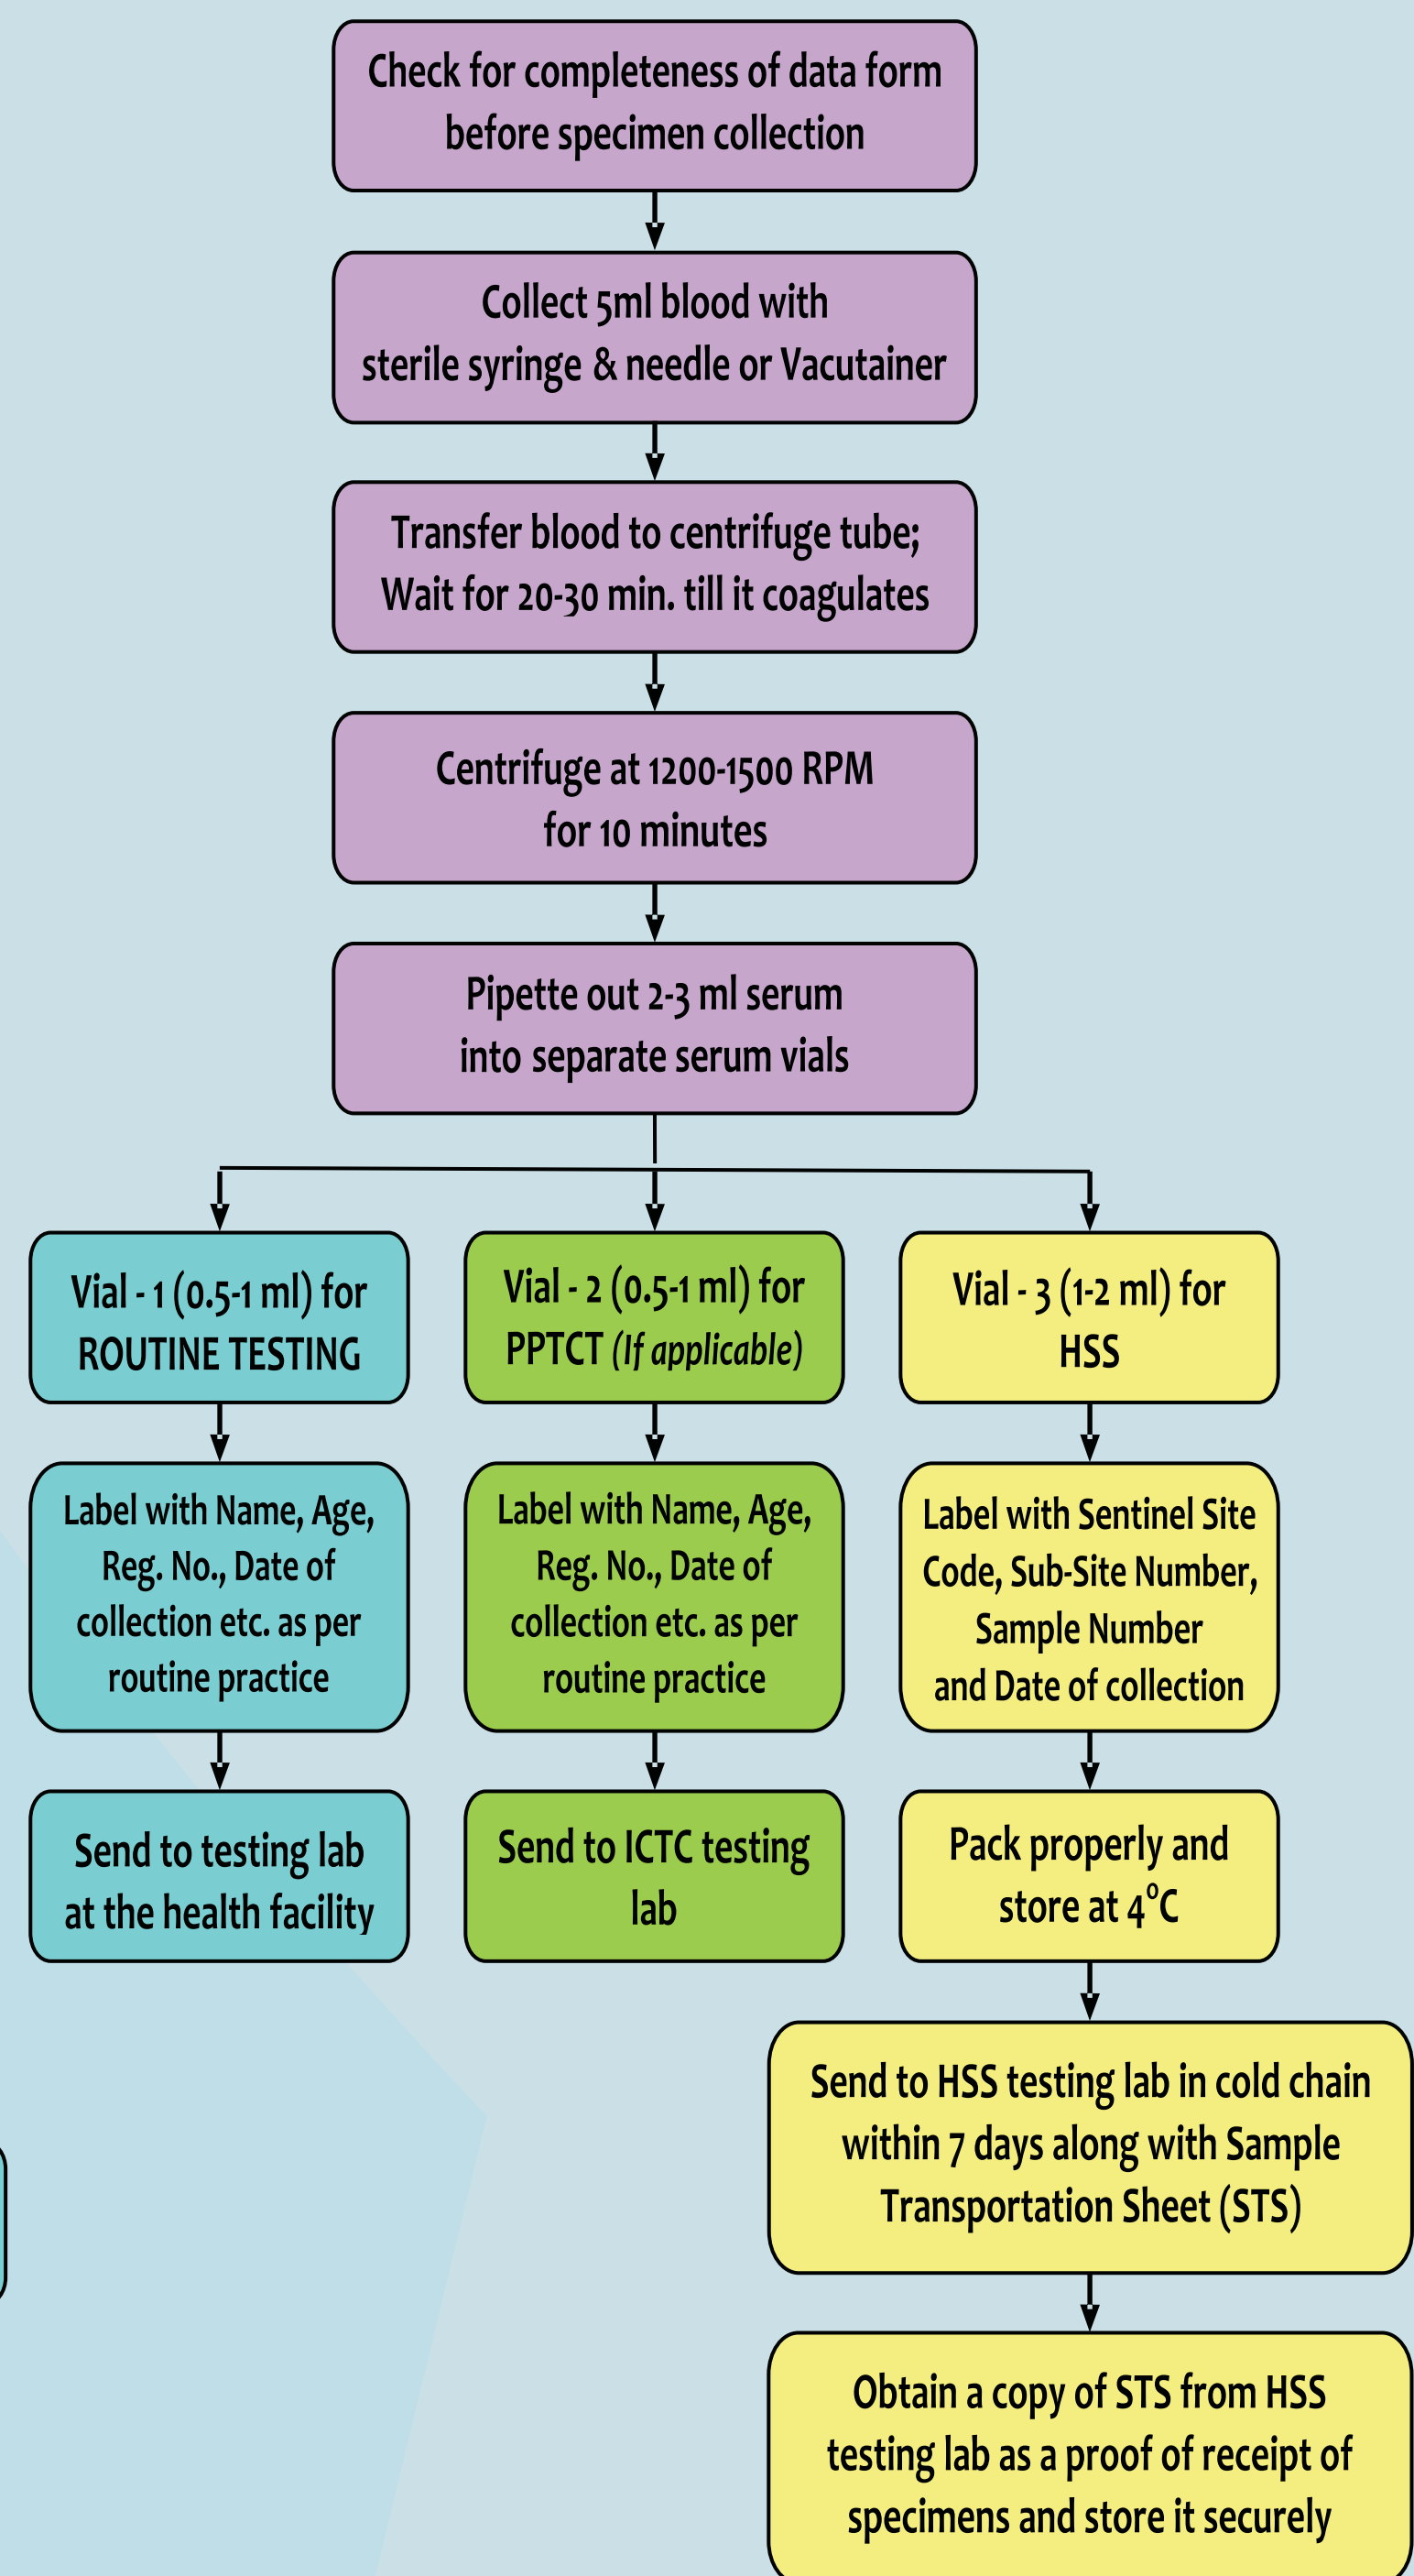 Check for completeness of data form
before specimen collection
Collect 5ml blood with
sterile syringe & needle or Vacutainer
Transfer blood to centrifuge tube;
Wait for 20-30 min. till it coagulates
Centrifuge at 1200-1500 RPM
for 10 minutes
Pipette out 2-3 ml serum
into separate serum vials
Vial - 1 (0.5-1 ml) for
ROUTINE TESTING
Label with Name, Age,
Reg. No., Date of
collection etc. as per
routine practice
Send to testing lab
at the health facility
Vial - 2 (0.5-1 ml) for
PPTCT (If applicable)
Label with Name, Age,
Reg. No., Date of
collection etc. as per
routine practice
Send to ICTC testing
lab
Vial - 3 (1-2 ml) for
HSS
Label with Sentinel Site
Code, Sub-Site Number,
Sample Number
and Date of collection
Pack properly and
store at 4°C
Send to HSS testing lab in cold chain
within 7 days along with Sample
Transportation Sheet (STS)
Obtain a copy of STS from HSS
testing lab as a proof of receipt of
specimens and store it securely